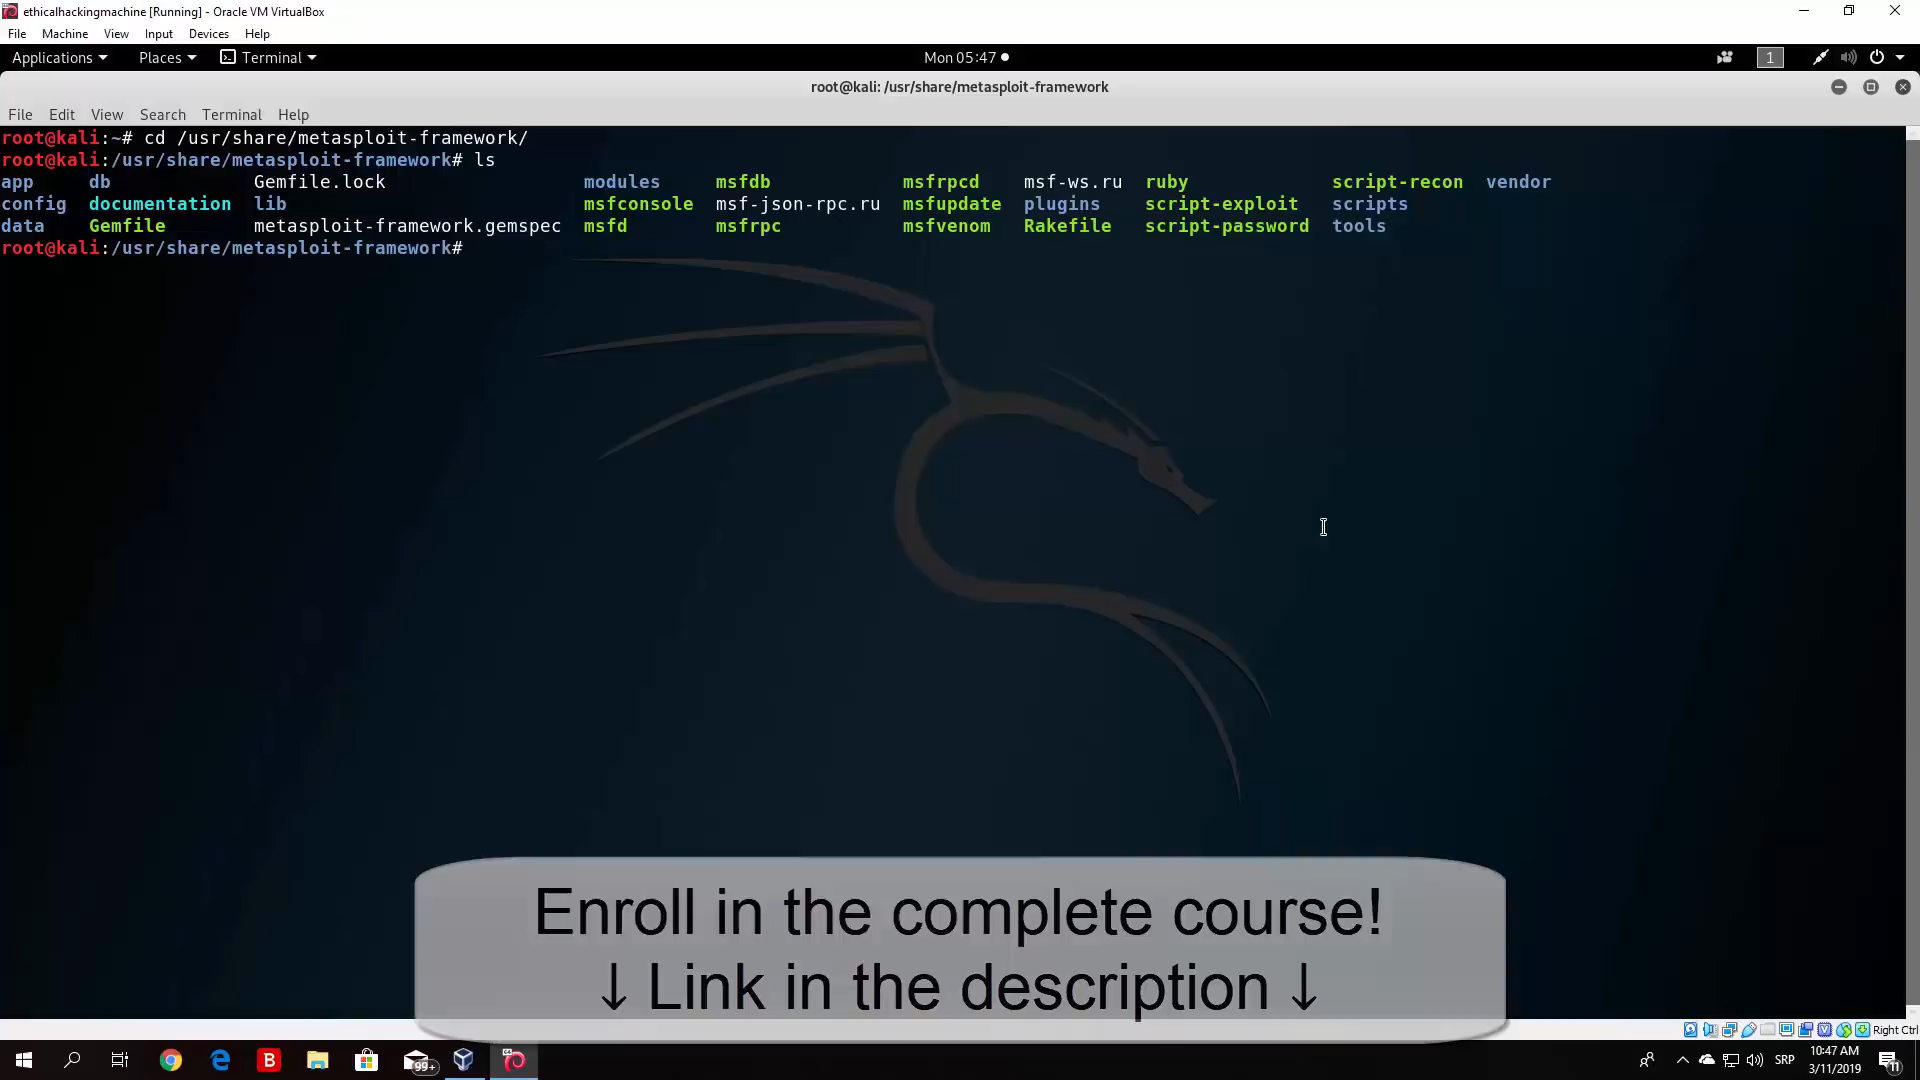 ethicalhackingmachine [Running] - Oracle VM VirtualBox
File Machine View Input Devices Help
Applications Places Terminal Mon 05:47 1
root@kali: /usr/share/metasploit-framework
File Edit View Search Terminal Help
root@kali:~# cd /usr/share/metasploit-framework/
root@kali:/usr/share/metasploit-framework# ls
app db Gemfile.lock modules msfdb msfrpcd msf-ws.ru ruby script-recon vendor
config documentation lib msfconsole msf-json-rpc.ru msfupdate plugins script-exploit scripts
data Gemfile metasploit-framework.gemspec msfd msfrpc msfvenom Rakefile script-password tools
root@kali:/usr/share/metasploit-framework#
Enroll in the complete course!
↓ Link in the description ↓
Right Ctrl
B 99+ 64 SRP 10:47 AM
3/11/2019 11